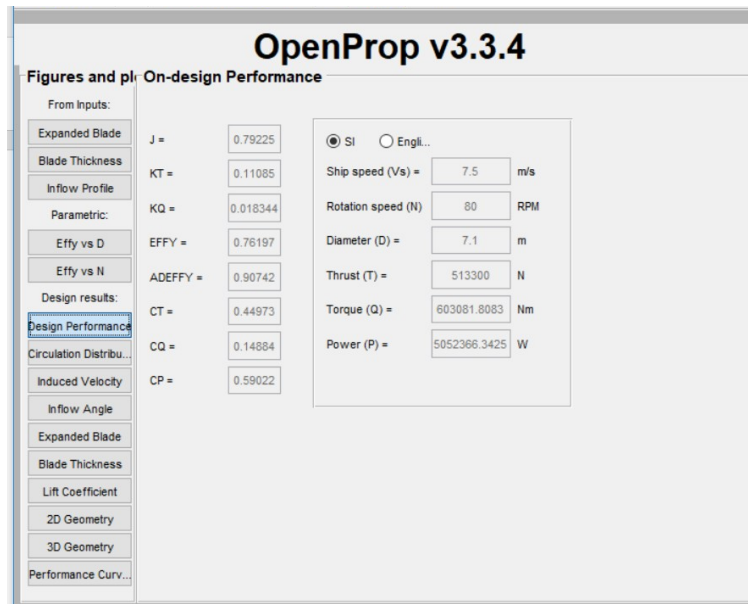 OpenProp v3.3.4
Figures and pl
From Inputs:
Expanded Blade
Blade Thickness
Inflow Profile
Parametric:
Effy vs D
Effy vs N
Design results:
Design Performance
Circulation Distribu...
Induced Velocity
Inflow Angle
Expanded Blade
Blade Thickness
Lift Coefficient
2D Geometry
3D Geometry
Performance Curv...
On-design Performance
J = 0.79225
KT = 0.11085
KQ = 0.018344
EFFY = 0.76197
ADEFFY = 0.90742
CT = 0.44973
CQ = 0.14884
CP = 0.59022
SI Engli...
Ship speed (Vs) = 7.5 m/s
Rotation speed (N) 80 RPM
Diameter (D) = 7.1 m
Thrust (T) = 513300 N
Torque (Q) = 603081.8083 Nm
Power (P) = 5052366.3425 W